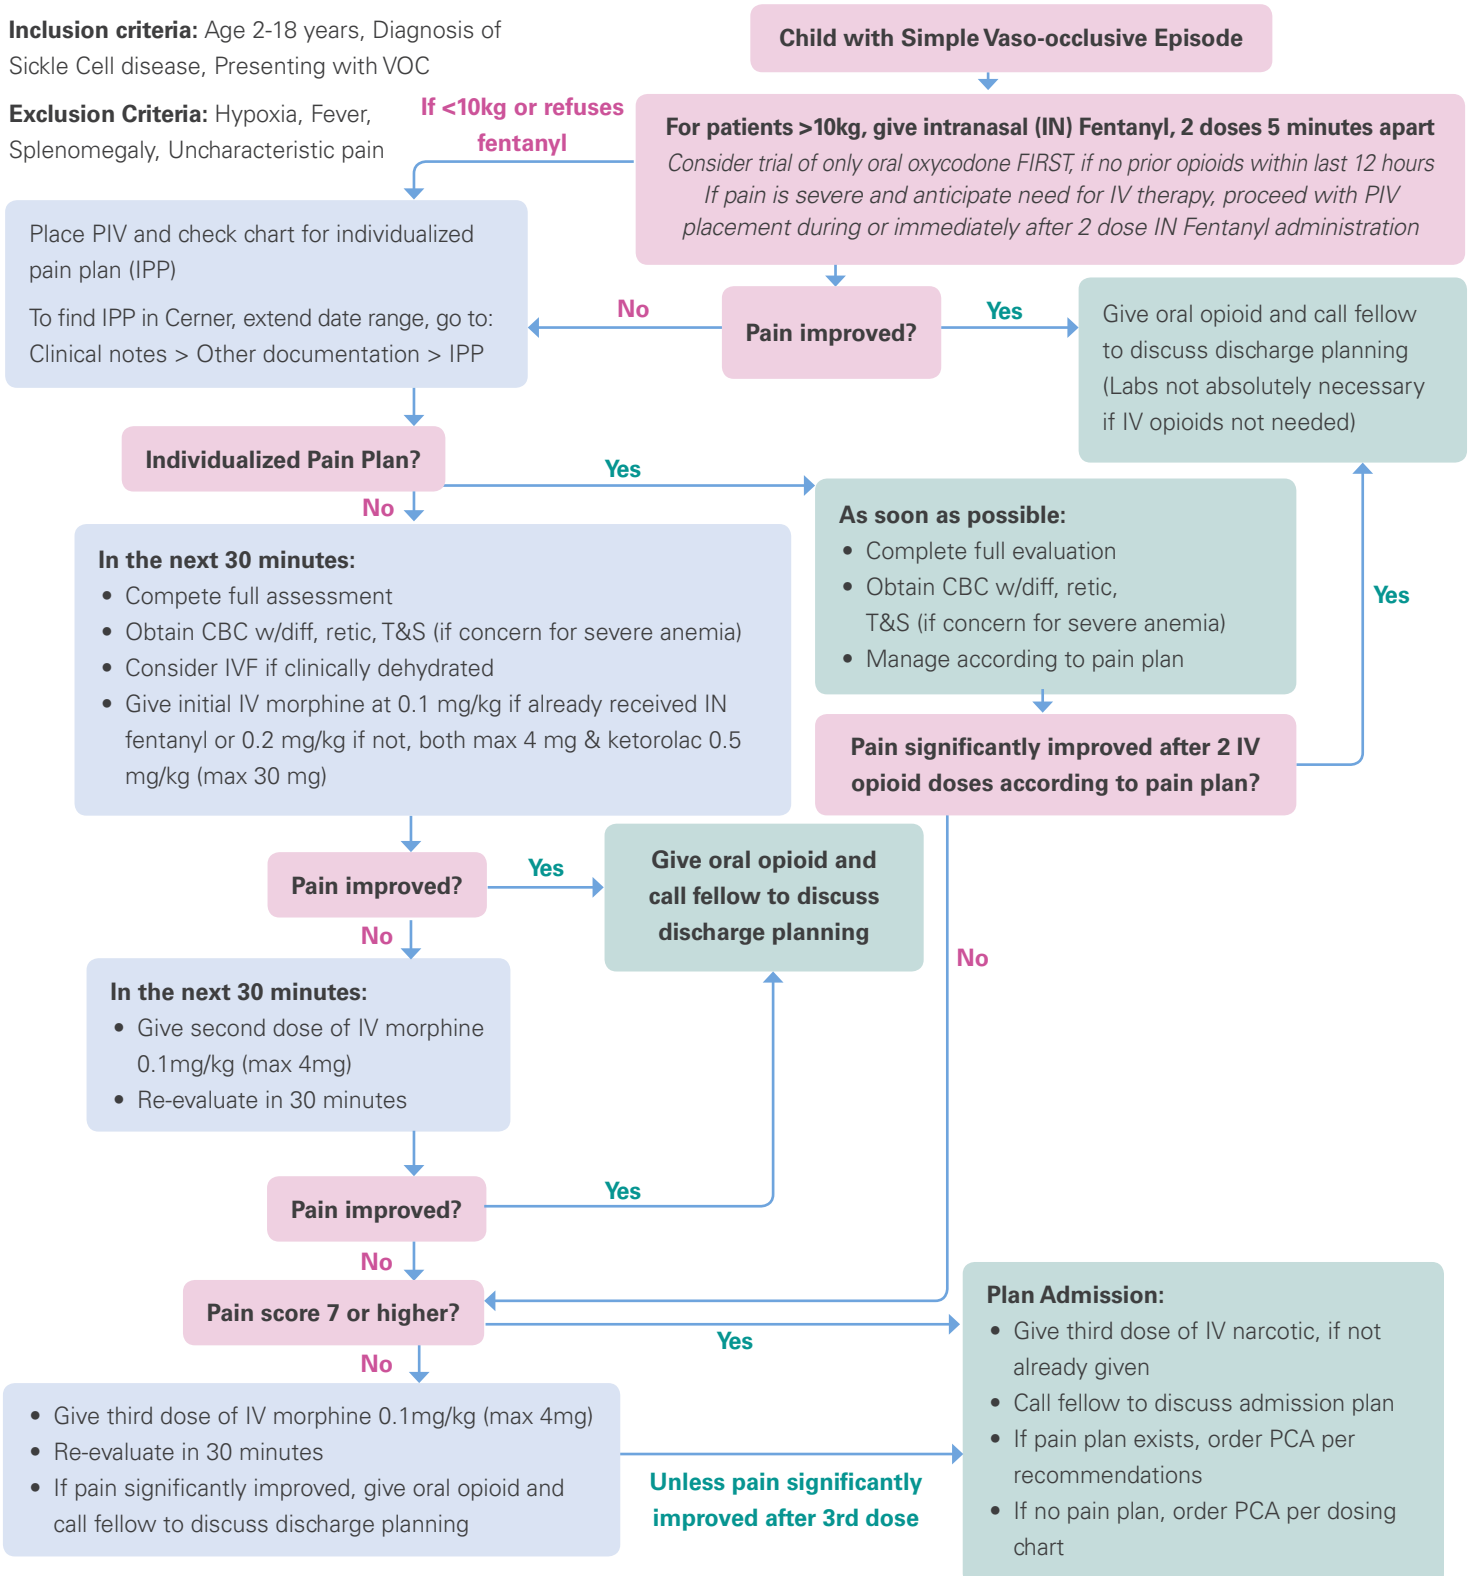 Inclusion criteria: Age 2-18 years, Diagnosis of
Sickle Cell disease, Presenting with VOC
Exclusion Criteria: Hypoxia, Fever,
Splenomegaly, Uncharacteristic pain
Child with Simple Vaso-occlusive Episode
If <10kg or refuses
fentanyl
For patients >10kg, give intranasal (IN) Fentanyl, 2 doses 5 minutes apart
Consider trial of only oral oxycodone FIRST, if no prior opioids within last 12 hours
If pain is severe and anticipate need for IV therapy, proceed with PIV
placement during or immediately after 2 dose IN Fentanyl administration
Place PIV and check chart for individualized
pain plan (IPP)
To find IPP in Cerner, extend date range, go to:
Clinical notes > Other documentation > IPP
No
Pain improved?
Yes
Give oral opioid and call fellow
to discuss discharge planning
(Labs not absolutely necessary
if IV opioids not needed)
Individualized Pain Plan?
Yes
No
In the next 30 minutes:
• Compete full assessment
• Obtain CBC w/diff, retic, T&S (if concern for severe anemia)
• Consider IVF if clinically dehydrated
• Give initial IV morphine at 0.1 mg/kg if already received IN
fentanyl or 0.2 mg/kg if not, both max 4 mg & ketorolac 0.5
mg/kg (max 30 mg)
As soon as possible:
• Complete full evaluation
• Obtain CBC w/diff, retic,
T&S (if concern for severe anemia)
• Manage according to pain plan
Yes
Pain significantly improved after 2 IV
opioid doses according to pain plan?
Pain improved?
Yes
Give oral opioid and
call fellow to discuss
discharge planning
No
No
In the next 30 minutes:
• Give second dose of IV morphine
0.1mg/kg (max 4mg)
• Re-evaluate in 30 minutes
Pain improved?
Yes
No
Pain score 7 or higher?
Yes
No
Plan Admission:
• Give third dose of IV narcotic, if not
already given
• Call fellow to discuss admission plan
• If pain plan exists, order PCA per
recommendations
• If no pain plan, order PCA per dosing
chart
• Give third dose of IV morphine 0.1mg/kg (max 4mg)
• Re-evaluate in 30 minutes
• If pain significantly improved, give oral opioid and
call fellow to discuss discharge planning
Unless pain significantly
improved after 3rd dose